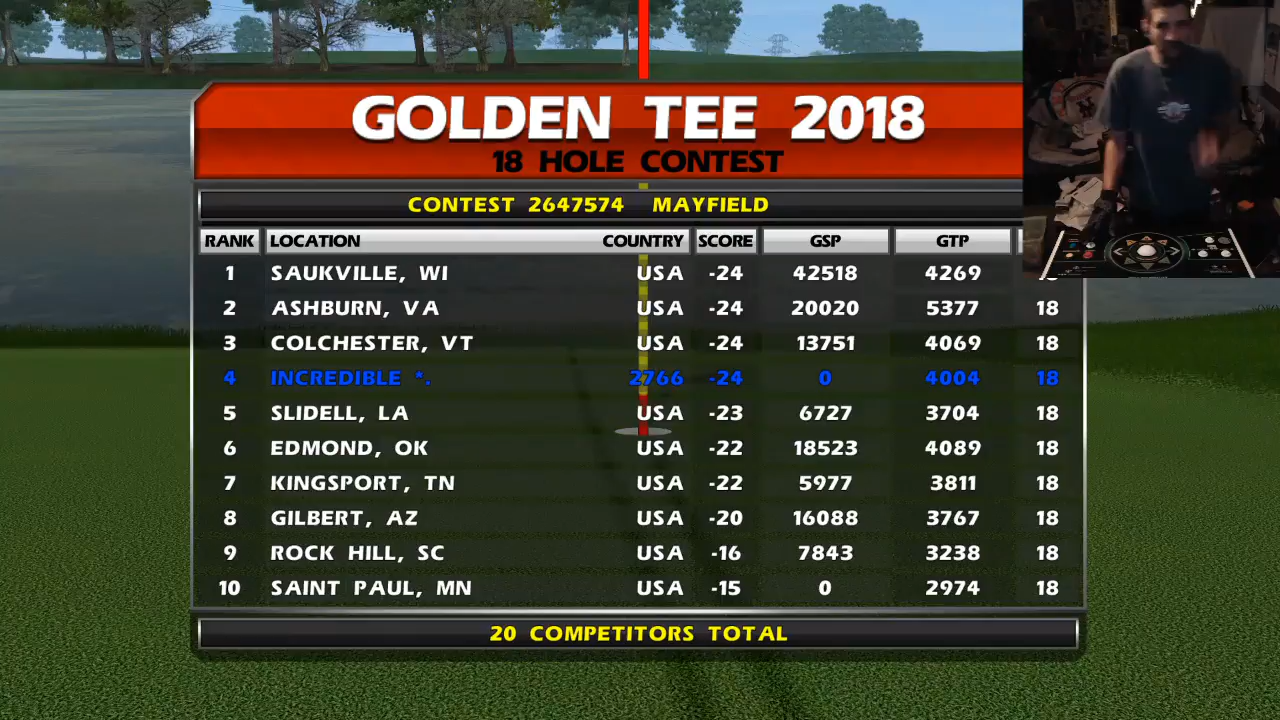 GOLDEN TEE 2018
18 HOLE CONTEST
CONTEST 2647574 MAYFIELD
RANK LOCATION COUNTRY SCORE GSP GTP
1 SAUKVILLE, WI USA -24 42518 4269
2 ASHBURN, VA USA -24 20020 5377 18
3 COLCHESTER, VT USA -24 13751 4069 18
4 INCREDIBLE *. 2766 -24 0 4004 18
5 SLIDELL, LA USA -23 6727 3704 18
6 EDMOND, OK USA -22 18523 4089 18
7 KINGSPORT, TN USA -22 5977 3811 18
8 GILBERT, AZ USA -20 16088 3767 18
9 ROCK HILL, SC USA -16 7843 3238 18
10 SAINT PAUL, MN USA -15 0 2974 18
20 COMPETITORS TOTAL